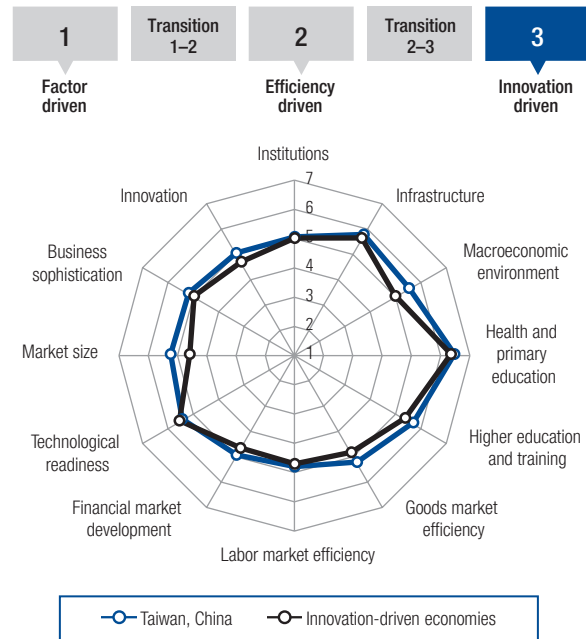 1
Transition
1–2
2
Transition
2–3
3
Factor
driven
Efficiency
driven
Innovation
driven
Institutions
Infrastructure
Macroeconomic
environment
Health and
primary
education
Higher education
and training
Goods market
efficiency
Labor market efficiency
Financial market
development
Technological
readiness
Market size
Business
sophistication
Innovation
7
6
5
4
3
2
1
Taiwan, China
Innovation-driven economies